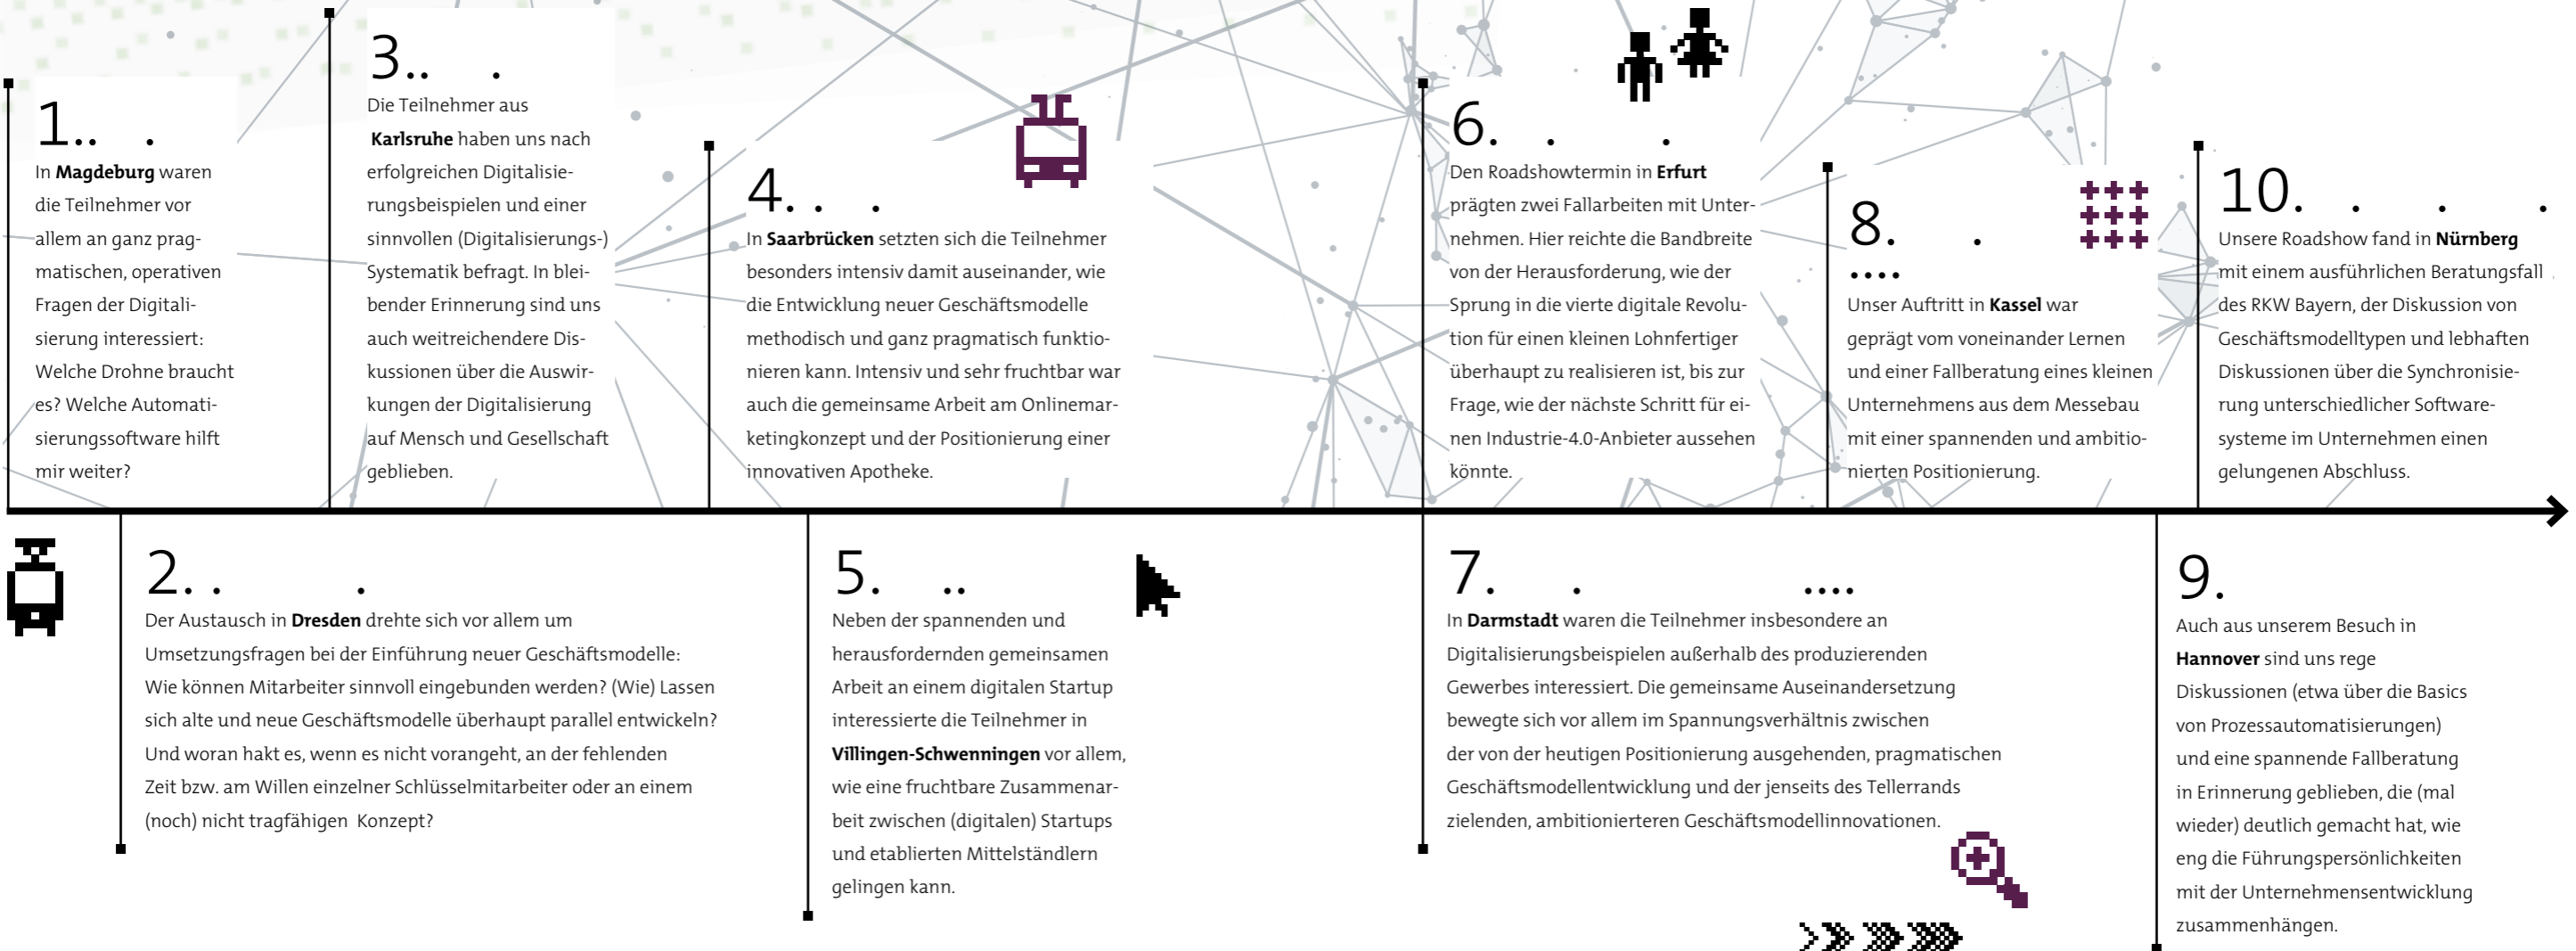 1.. .
In Magdeburg waren
die Teilnehmer vor
allem an ganz prag-
matischen, operativen
Fragen der Digitali-
sierung interessiert:
Welche Drohne braucht
es? Welche Automati-
sierungssoftware hilft
mir weiter?
2. . .
Der Austausch in Dresden drehte sich vor allem um
Umsetzungsfragen bei der Einführung neuer Geschäftsmodelle:
Wie können Mitarbeiter sinnvoll eingebunden werden? (Wie) Lassen
sich alte und neue Geschäftsmodelle überhaupt parallel entwickeln?
Und woran hakt es, wenn es nicht vorangeht, an der fehlenden
Zeit bzw. am Willen einzelner Schlüsselmitarbeiter oder an einem
(noch) nicht tragfähigen Konzept?
3.. .
Die Teilnehmer aus
Karlsruhe haben uns nach
erfolgreichen Digitalisie-
rungsbeispielen und einer
sinnvollen (Digitalisierungs-)
Systematik befragt. In blei-
bender Erinnerung sind uns
auch weitreichendere Dis-
kussionen über die Auswir-
kungen der Digitalisierung
auf Mensch und Gesellschaft
geblieben.
4. . .
In Saarbrücken setzten sich die Teilnehmer
besonders intensiv damit auseinander, wie
die Entwicklung neuer Geschäftsmodelle
methodisch und ganz pragmatisch funktio-
nieren kann. Intensiv und sehr fruchtbar war
auch die gemeinsame Arbeit am Onlinemar-
ketingkonzept und der Positionierung einer
innovativen Apotheke.
5. ..
Neben der spannenden und
herausfordernden gemeinsamen
Arbeit an einem digitalen Startup
interessierte die Teilnehmer in
Villingen-Schwenningen vor allem,
wie eine fruchtbare Zusammenar-
beit zwischen (digitalen) Startups
und etablierten Mittelständlern
gelingen kann.
6. . .
Den Roadshowtermin in Erfurt
prägten zwei Fallarbeiten mit Unter-
nehmen. Hier reichte die Bandbreite
von der Herausforderung, wie der
Sprung in die vierte digitale Revolu-
tion für einen kleinen Lohnfertiger
überhaupt zu realisieren ist, bis zur
Frage, wie der nächste Schritt für ei-
nen Industrie-4.0-Anbieter aussehen
könnte.
7. . ....
In Darmstadt waren die Teilnehmer insbesondere an
Digitalisierungsbeispielen außerhalb des produzierenden
Gewerbes interessiert. Die gemeinsame Auseinandersetzung
bewegte sich vor allem im Spannungsverhältnis zwischen
der von der heutigen Positionierung ausgehenden, pragmatischen
Geschäftsmodellentwicklung und der jenseits des Tellerrands
zielenden, ambitionierteren Geschäftsmodellinnovationen.
8. .
....
Unser Auftritt in Kassel war
geprägt vom voneinander Lernen
und einer Fallberatung eines kleinen
Unternehmens aus dem Messebau
mit einer spannenden und ambitio-
nierten Positionierung.
9.
Auch aus unserem Besuch in
Hannover sind uns rege
Diskussionen (etwa über die Basics
von Prozessautomatisierungen)
und eine spannende Fallberatung
in Erinnerung geblieben, die (mal
wieder) deutlich gemacht hat, wie
eng die Führungspersönlichkeiten
mit der Unternehmensentwicklung
zusammenhängen.
10. . . .
Unsere Roadshow fand in Nürnberg
mit einem ausführlichen Beratungsfall
des RKW Bayern, der Diskussion von
Geschäftsmodelltypen und lebhaften
Diskussionen über die Synchronisie-
rung unterschiedlicher Software-
systeme im Unternehmen einen
gelungenen Abschluss.